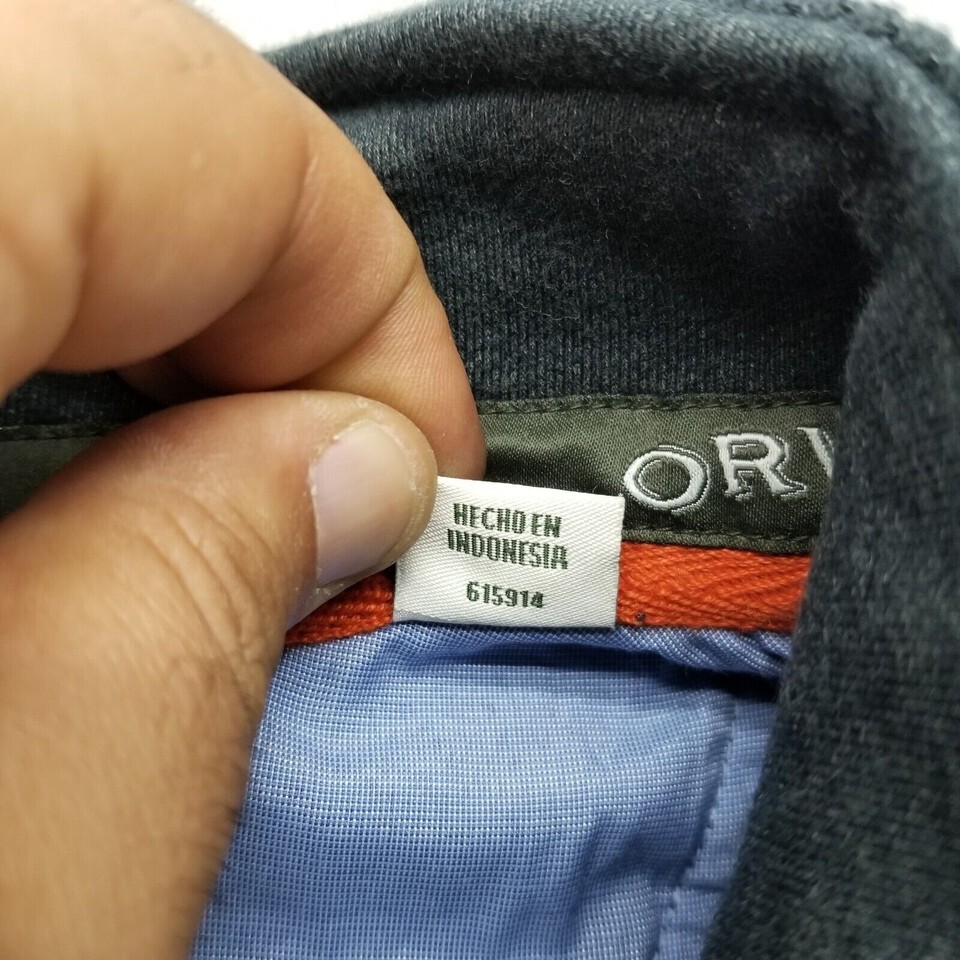 ORV
HECHO EN
INDONESIA
615914